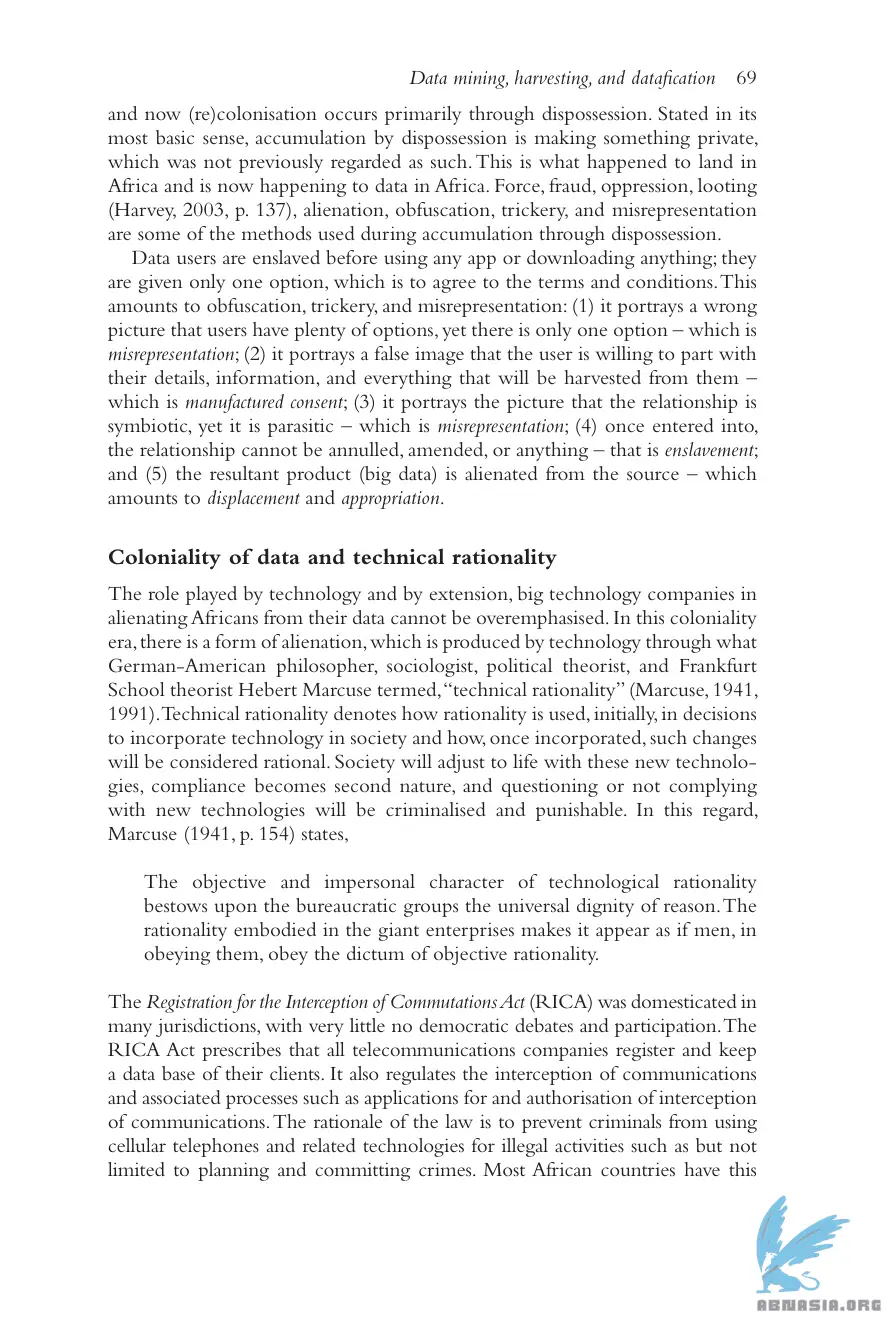 Data mining, harvesting, and datafication 69
and now (re)colonisation occurs primarily through dispossession. Stated in its
most basic sense, accumulation by dispossession is making something private,
which was not previously regarded as such. This is what happened to land in
Africa and is now happening to data in Africa. Force, fraud, oppression, looting
(Harvey, 2003, p. 137), alienation, obfuscation, trickery, and misrepresentation
are some of the methods used during accumulation through dispossession.
Data users are enslaved before using any app or downloading anything; they
are given only one option, which is to agree to the terms and conditions. This
amounts to obfuscation, trickery, and misrepresentation: (1) it portrays a wrong
picture that users have plenty of options, yet there is only one option – which is
misrepresentation; (2) it portrays a false image that the user is willing to part with
their details, information, and everything that will be harvested from them –
which is manufactured consent; (3) it portrays the picture that the relationship is
symbiotic, yet it is parasitic – which is misrepresentation; (4) once entered into,
the relationship cannot be annulled, amended, or anything – that is enslavement;
and (5) the resultant product (big data) is alienated from the source – which
amounts to displacement and appropriation.
Coloniality of data and technical rationality
The role played by technology and by extension, big technology companies in
alienating Africans from their data cannot be overemphasised. In this coloniality
era, there is a form of alienation, which is produced by technology through what
German-American philosopher, sociologist, political theorist, and Frankfurt
School theorist Hebert Marcuse termed, “technical rationality” (Marcuse, 1941,
1991). Technical rationality denotes how rationality is used, initially, in decisions
to incorporate technology in society and how, once incorporated, such changes
will be considered rational. Society will adjust to life with these new technolo-
gies, compliance becomes second nature, and questioning or not complying
with new technologies will be criminalised and punishable. In this regard,
Marcuse (1941, p. 154) states,
The objective and impersonal character of technological rationality
bestows upon the bureaucratic groups the universal dignity of reason. The
rationality embodied in the giant enterprises makes it appear as if men, in
obeying them, obey the dictum of objective rationality.
The Registration for the Interception of Commutations Act (RICA) was domesticated in
many jurisdictions, with very little no democratic debates and participation. The
RICA Act prescribes that all telecommunications companies register and keep
a data base of their clients. It also regulates the interception of communications
and associated processes such as applications for and authorisation of interception
of communications. The rationale of the law is to prevent criminals from using
cellular telephones and related technologies for illegal activities such as but not
limited to planning and committing crimes. Most African countries have this
ABNASIA.ORG